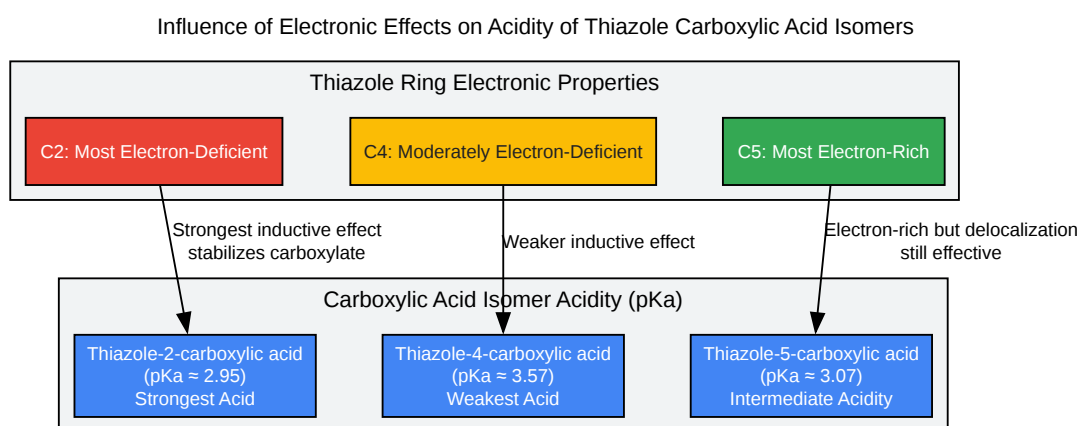 Influence of Electronic Effects on Acidity of Thiazole Carboxylic Acid Isomers
Thiazole Ring Electronic Properties
C2: Most Electron-Deficient
C4: Moderately Electron-Deficient
C5: Most Electron-Rich
Strongest inductive effect
stabilizes carboxylate
Weaker inductive effect
Electron-rich but delocalization
still effective
Carboxylic Acid Isomer Acidity (pKa)
Thiazole-2-carboxylic acid
(pKa ≈ 2.95)
Strongest Acid
Thiazole-4-carboxylic acid
(pKa ≈ 3.57)
Weakest Acid
Thiazole-5-carboxylic acid
(pKa ≈ 3.07)
Intermediate Acidity